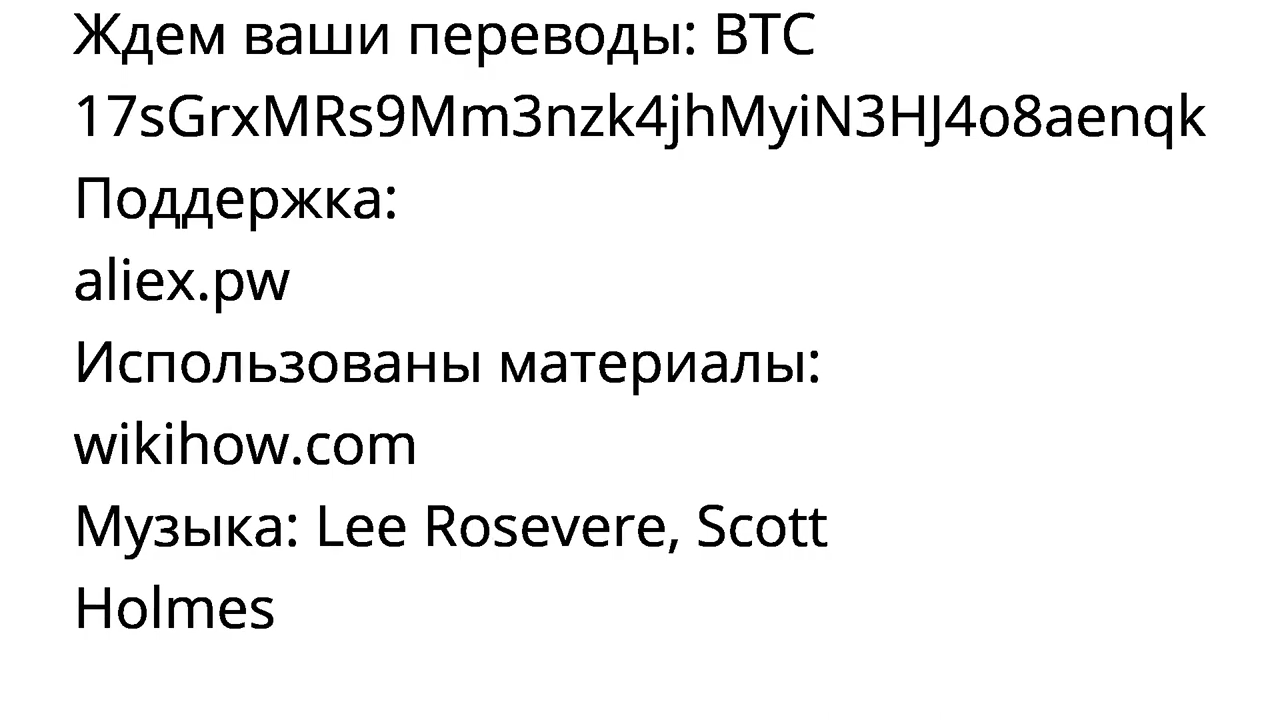 Ждем ваши переводы: BTC
17sGrxMRs9Mm3nzk4jhMyiN3HJ4o8aenqk
Поддержка:
aliex.pw
Использованы материалы:
wikihow.com
Музыка: Lee Rosevere, Scott
Holmes